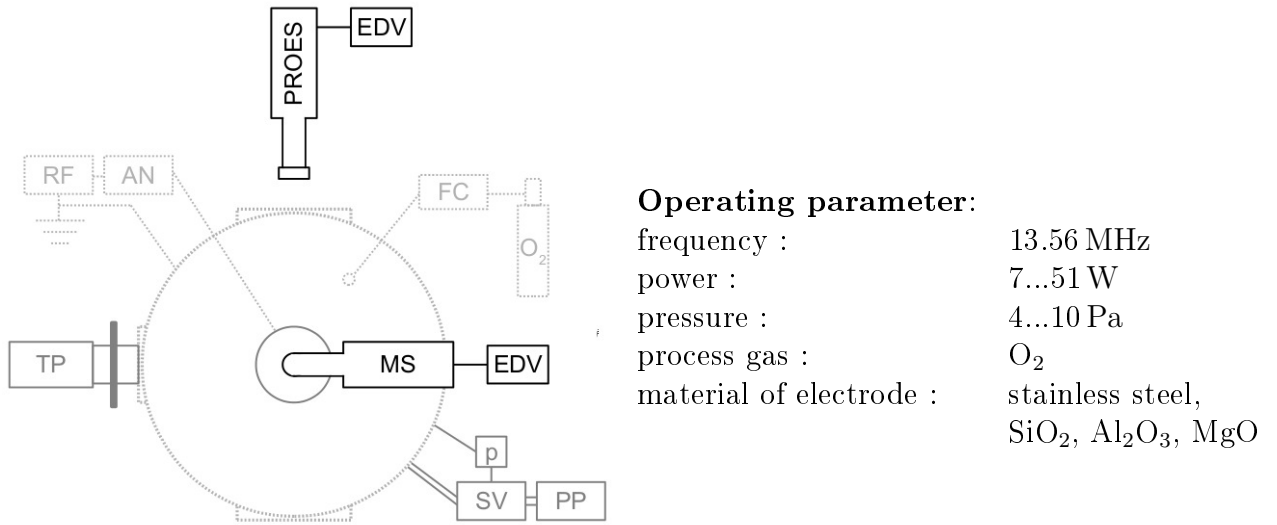 PROES
EDV
RF
AN
FC
O₂
TP
MS
EDV
p
SV
PP
Operating parameter:
frequency : 13.56 MHz
power : 7...51 W
pressure : 4...10 Pa
process gas : O₂
material of electrode : stainless steel,
SiO₂, Al₂O₃, MgO